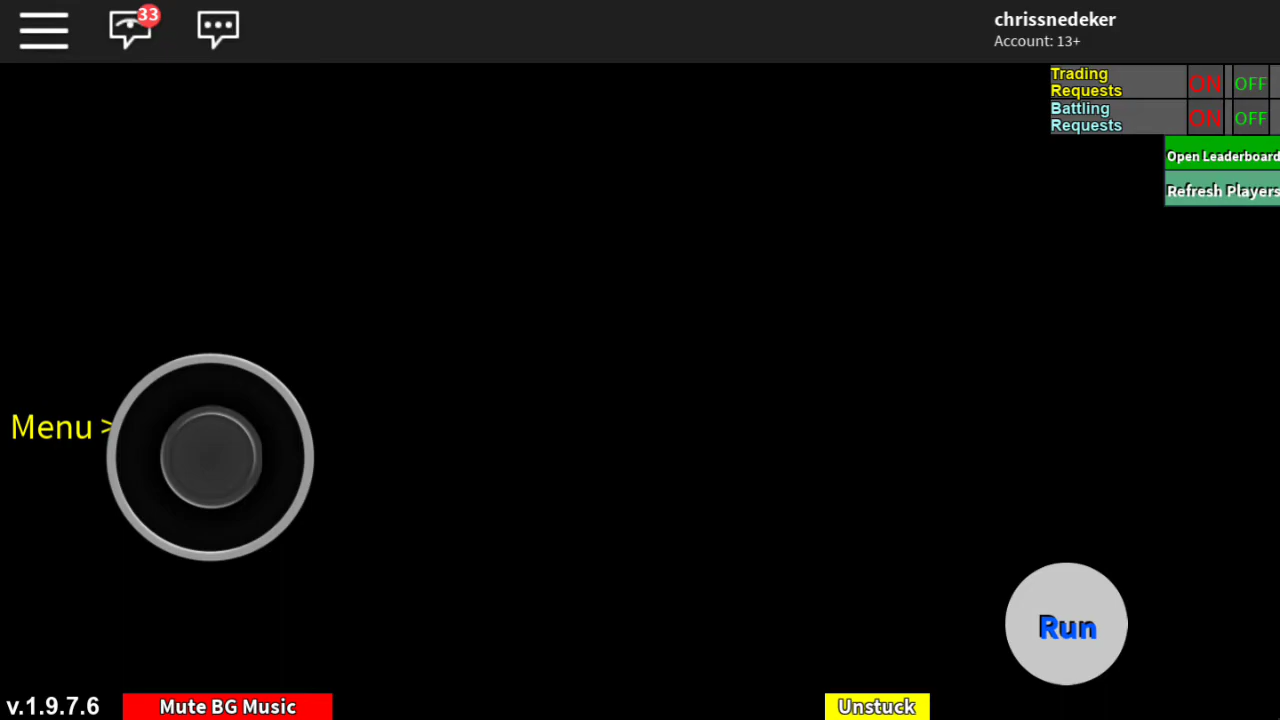 33
chrissnedeker
Account: 13+
Trading
Requests
ON
OFF
Battling
Requests
ON
OFF
Open Leaderboard
Refresh Players
Menu >
Run
v.1.9.7.6
Mute BG Music
Unstuck